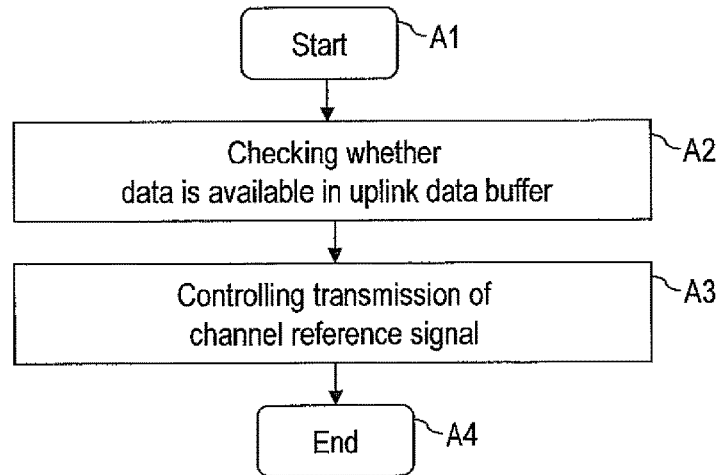 Start
A1
Checking whether
data is available in uplink data buffer
A2
Controlling transmission of
channel reference signal
A3
End
A4